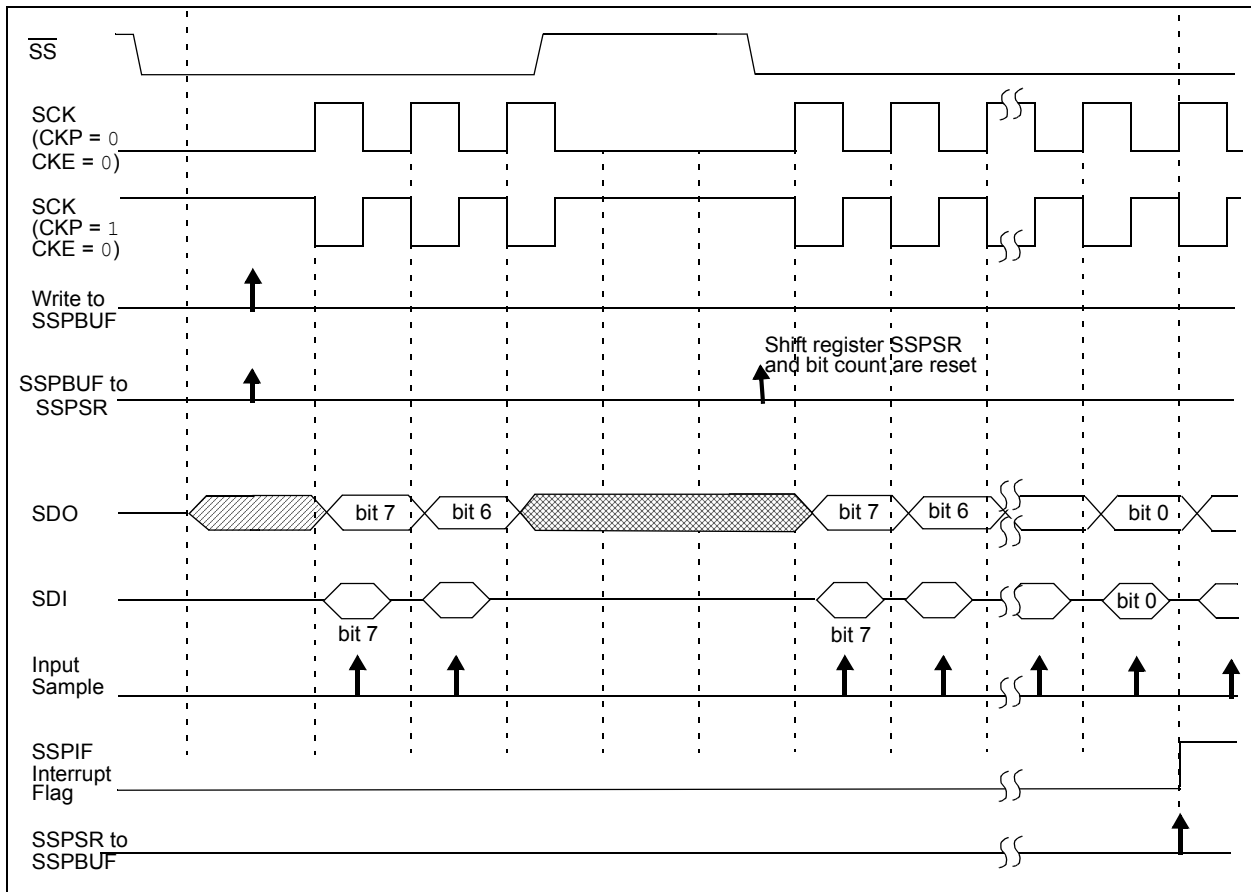 SS
SCK
(CKP = 0
CKE = 0)
SCK
(CKP = 1
CKE = 0)
Write to
SSPBUF
Shift register SSPSR
and bit count are reset
SSPBUF to
SSPSR
SDO
bit 7
bit 6
bit 7
bit 6
bit 0
SDI
bit 0
bit 7
bit 7
Input
Sample
SSPIF
Interrupt
Flag
SSPSR to
SSPBUF